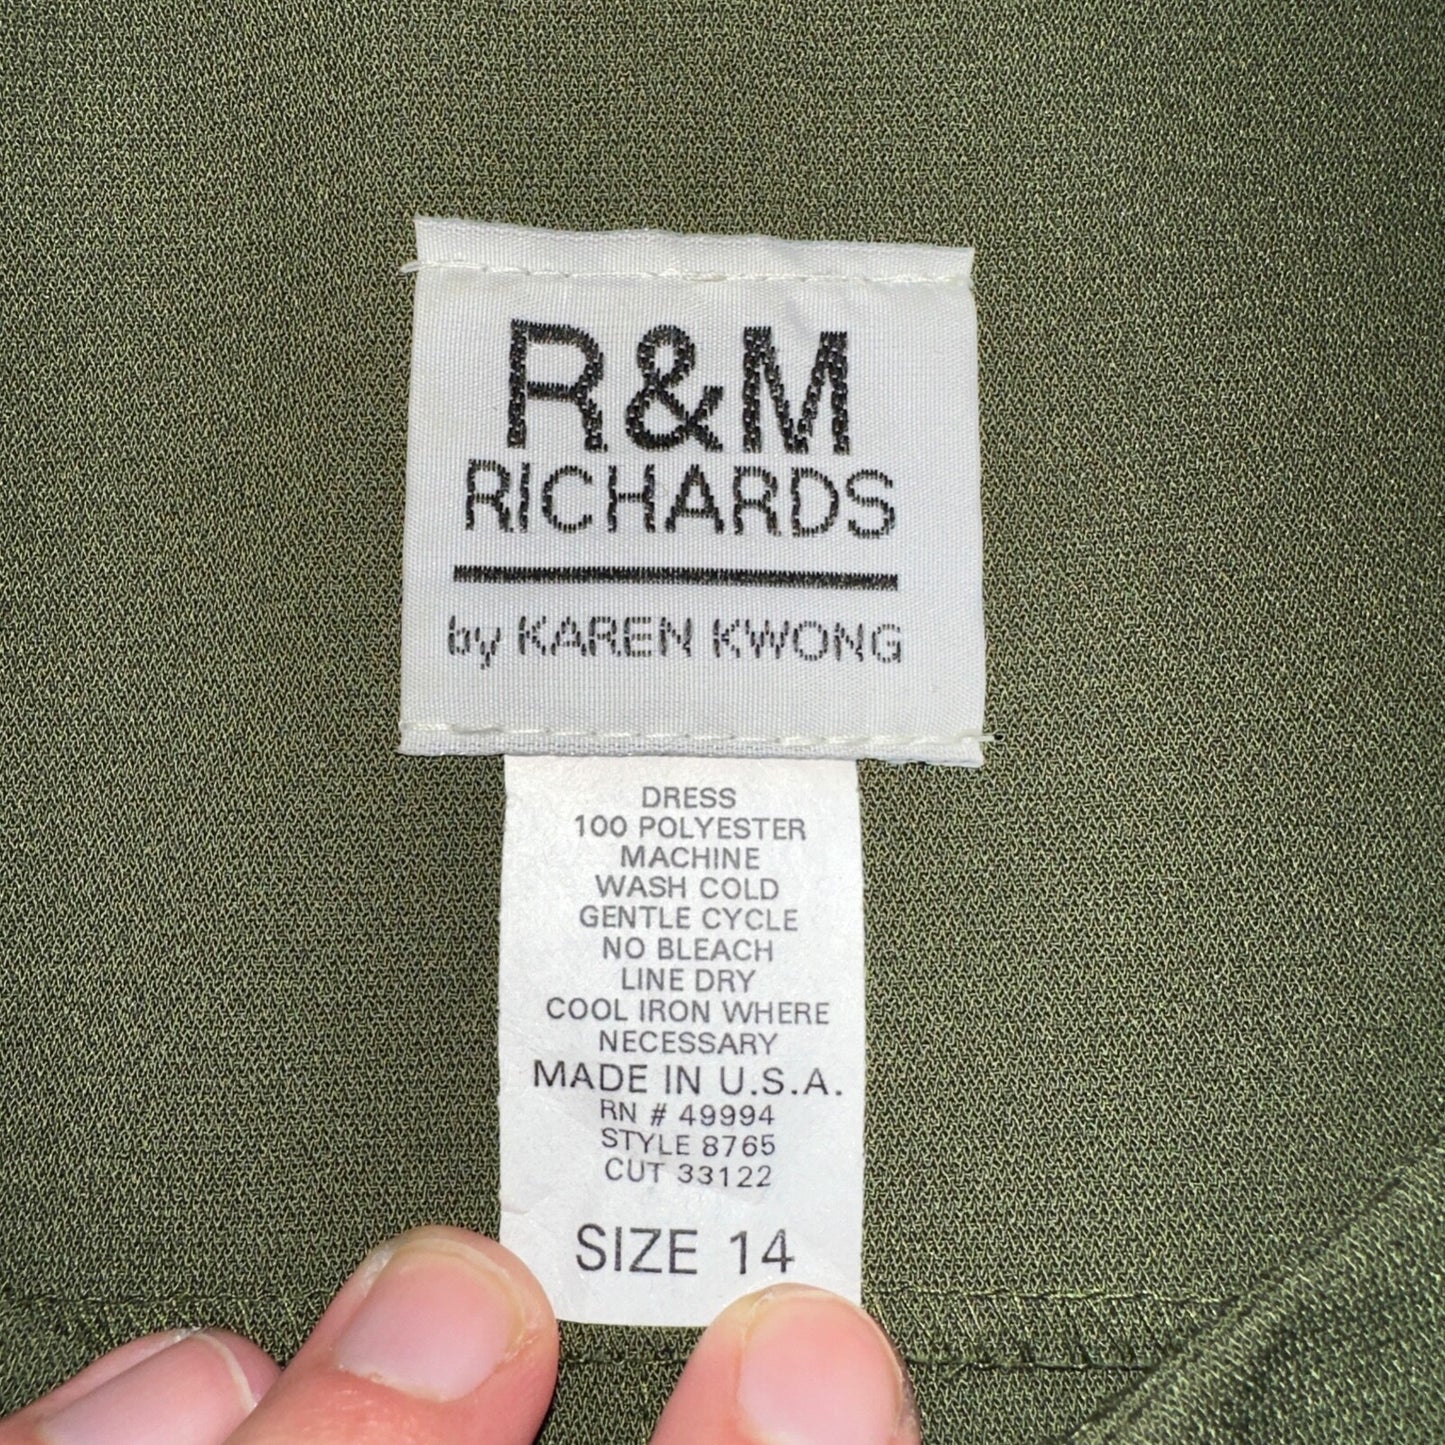 R&M
RICHARDS
by KAREN KWONG
DRESS
100 POLYESTER
MACHINE
WASH COLD
GENTLE CYCLE
NO BLEACH
LINE DRY
COOL IRON WHERE
NECESSARY
MADE IN U.S.A.
RN # 49994
STYLE 8765
CUT 33122
SIZE 14